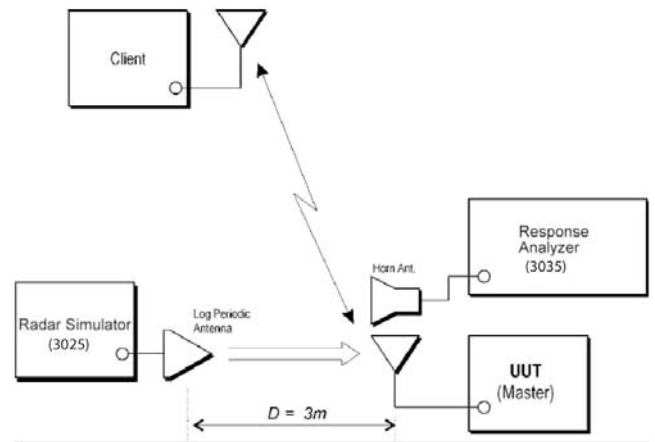 Client
Response
Analyzer
(3035)
Horn Ant.
Log Periodic
Antenna
Radar Simulator
(3025)
UUT
(Master)
D = 3m